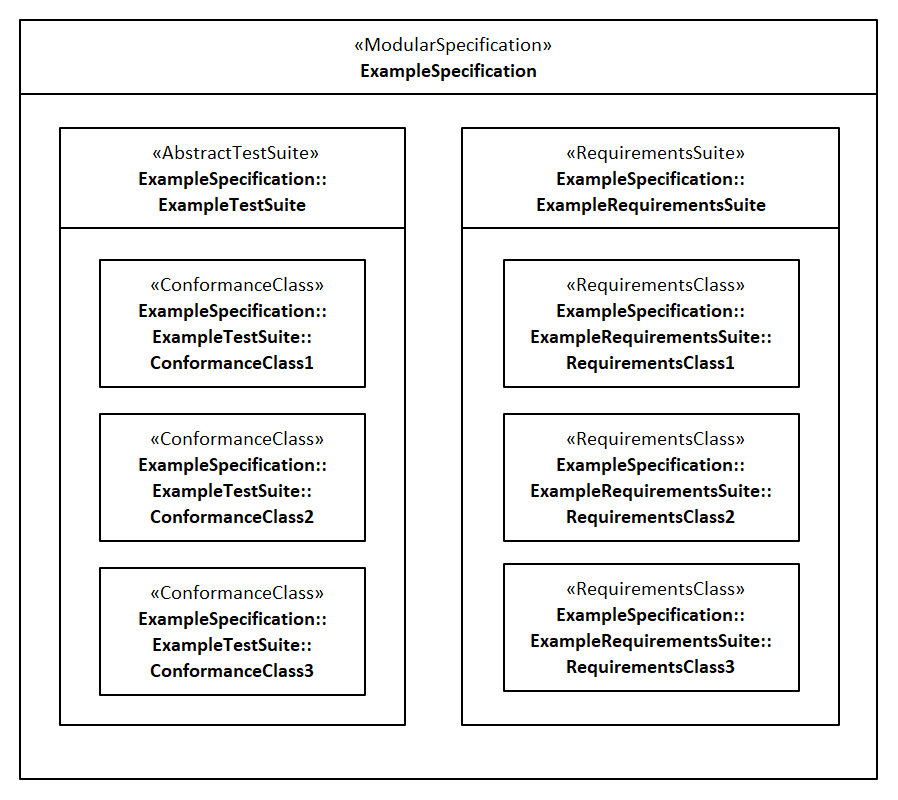 «ModularSpecification»
ExampleSpecification
«AbstractTestSuite»
ExampleSpecification::
ExampleTestSuite
«ConformanceClass»
ExampleSpecification::
ExampleTestSuite::
ConformanceClass1
«ConformanceClass»
ExampleSpecification::
ExampleTestSuite::
ConformanceClass2
«ConformanceClass»
ExampleSpecification::
ExampleTestSuite::
ConformanceClass3
«RequirementsSuite»
ExampleSpecification::
ExampleRequirementsSuite
«RequirementsClass»
ExampleSpecification::
ExampleRequirementsSuite::
RequirementsClass1
«RequirementsClass»
ExampleSpecification::
ExampleRequirementsSuite::
RequirementsClass2
«RequirementsClass»
ExampleSpecification::
ExampleRequirementsSuite::
RequirementsClass3